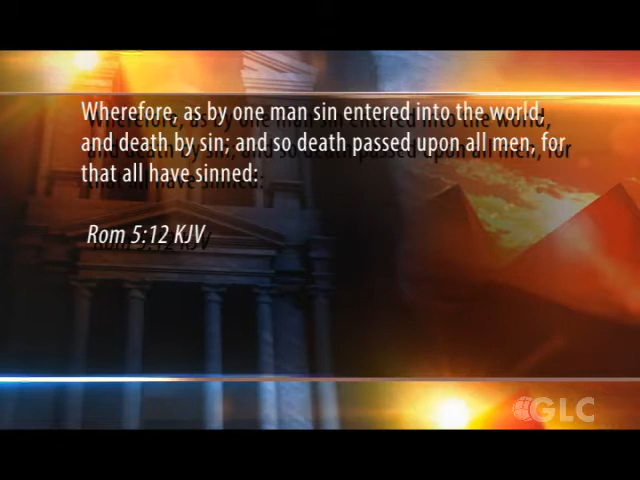 Wherefore, as by one man sin entered into the world,
and death by sin; and so death passed upon all men, for
that all have sinned:
Rom 5:12 KJV
GLC